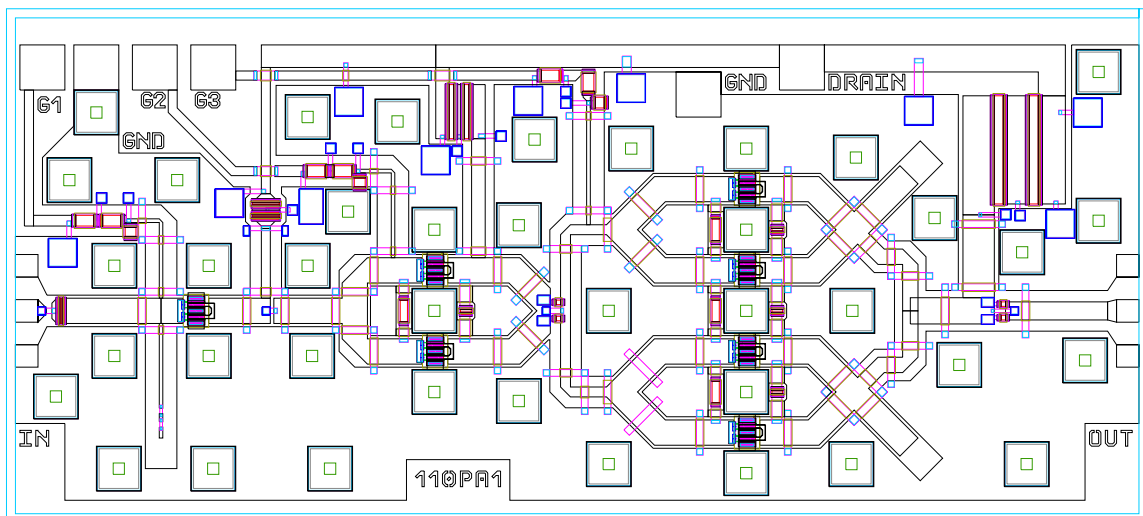 G1
G2
G3
GND
GND
DRAIN
IN
110PA1
OUT